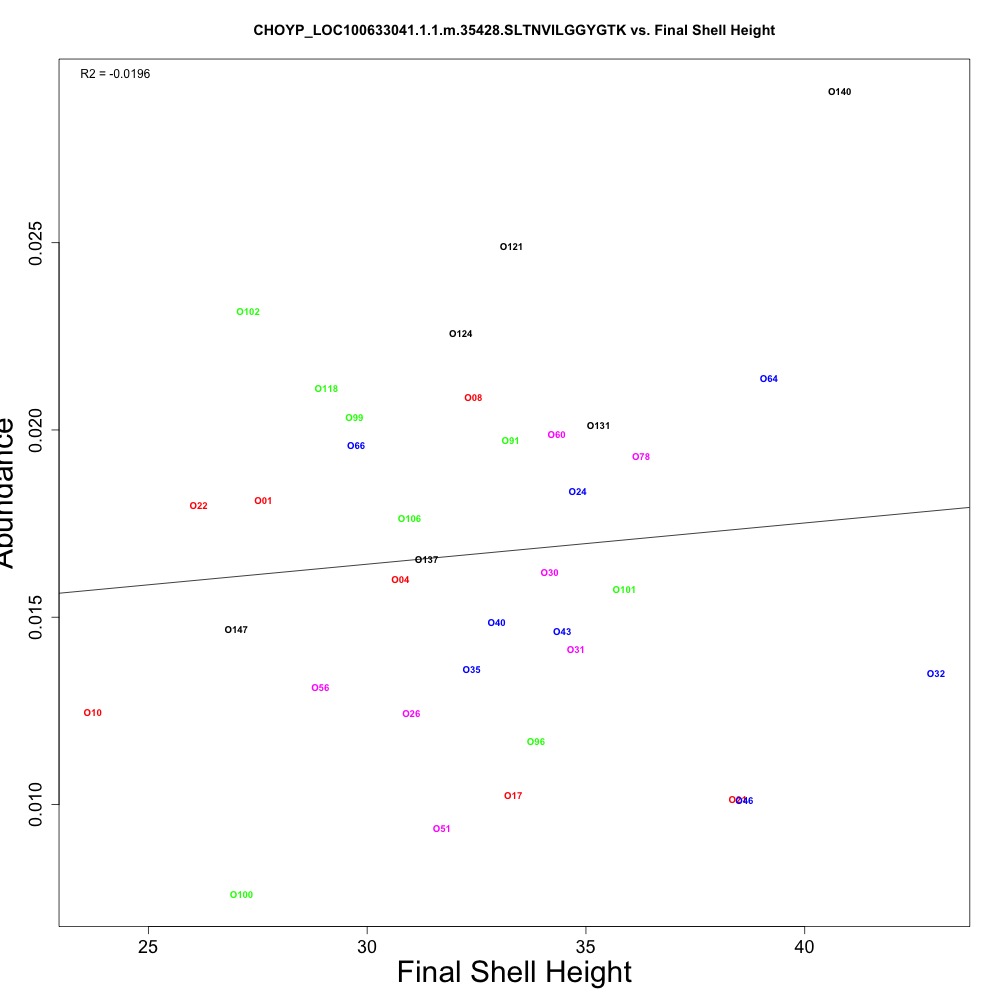 CHOYP_LOC100633041.1.1.m.35428.SLTNVILGGYGTK vs. Final Shell Height
R2 = -0.0196
O140
0.025
O121
O102
O124
O64
O118
O08
O99
O131
0.020
O60
O91
O66
O78
O24
O01
O22
O106
O137
O30
O04
O101
0.015
O40
O147
O43
O31
O35
O32
O56
O10
O26
O96
O17
O46
0.010
O51
O100
Abundance
25 30 35 40
Final Shell Height